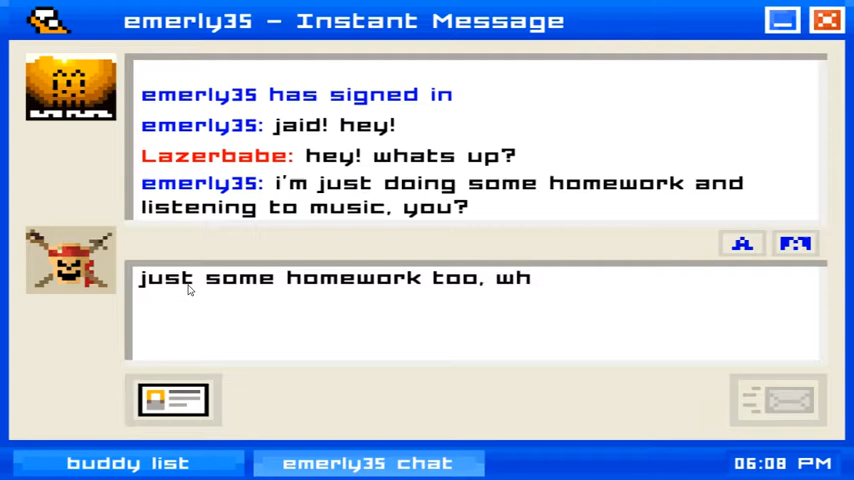 emerly35 - Instant Message
emerly35 has signed in
emerly35: jaid! hey!
Lazerbabe: hey! whats up?
emerly35: i'm just doing some homework and
listening to music, you?
A
just some homework too, wh
buddy list
emerly35 chat
06:08 PM